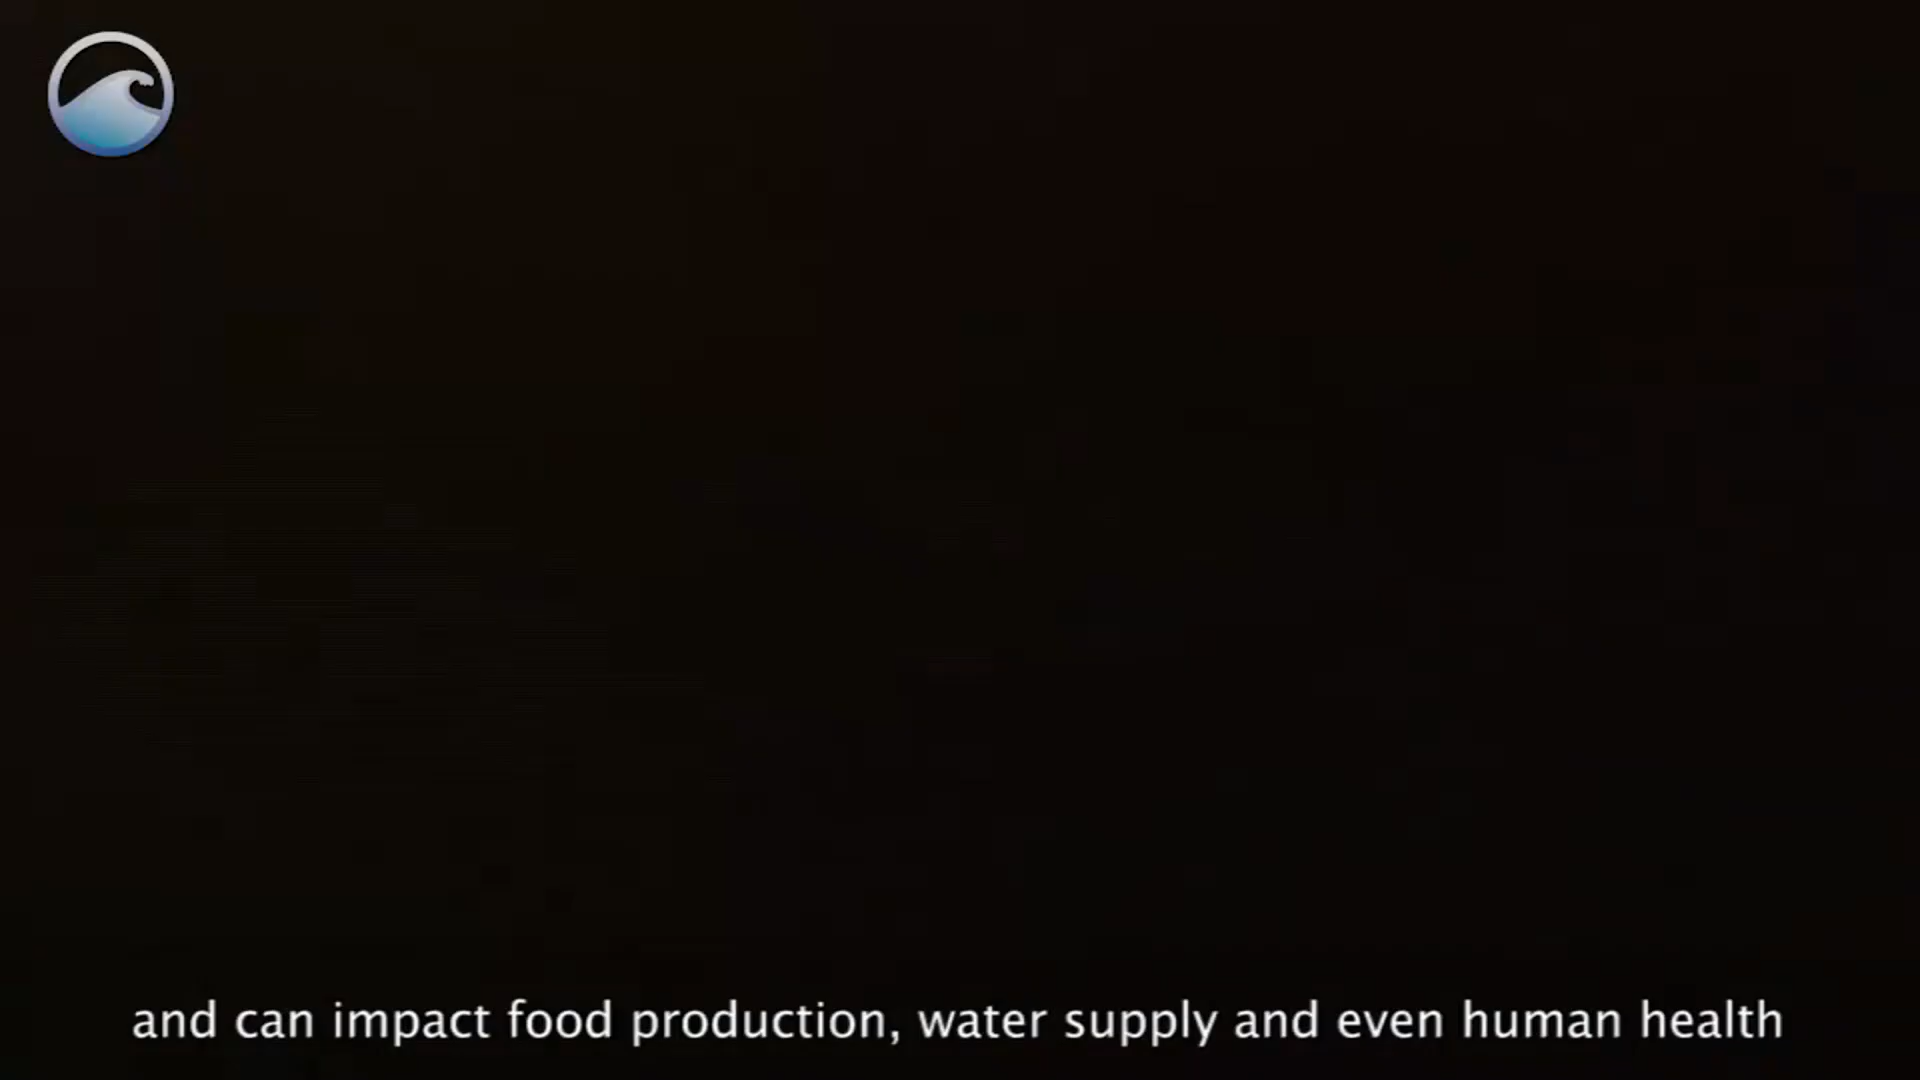 and can impact food production, water supply and even human health